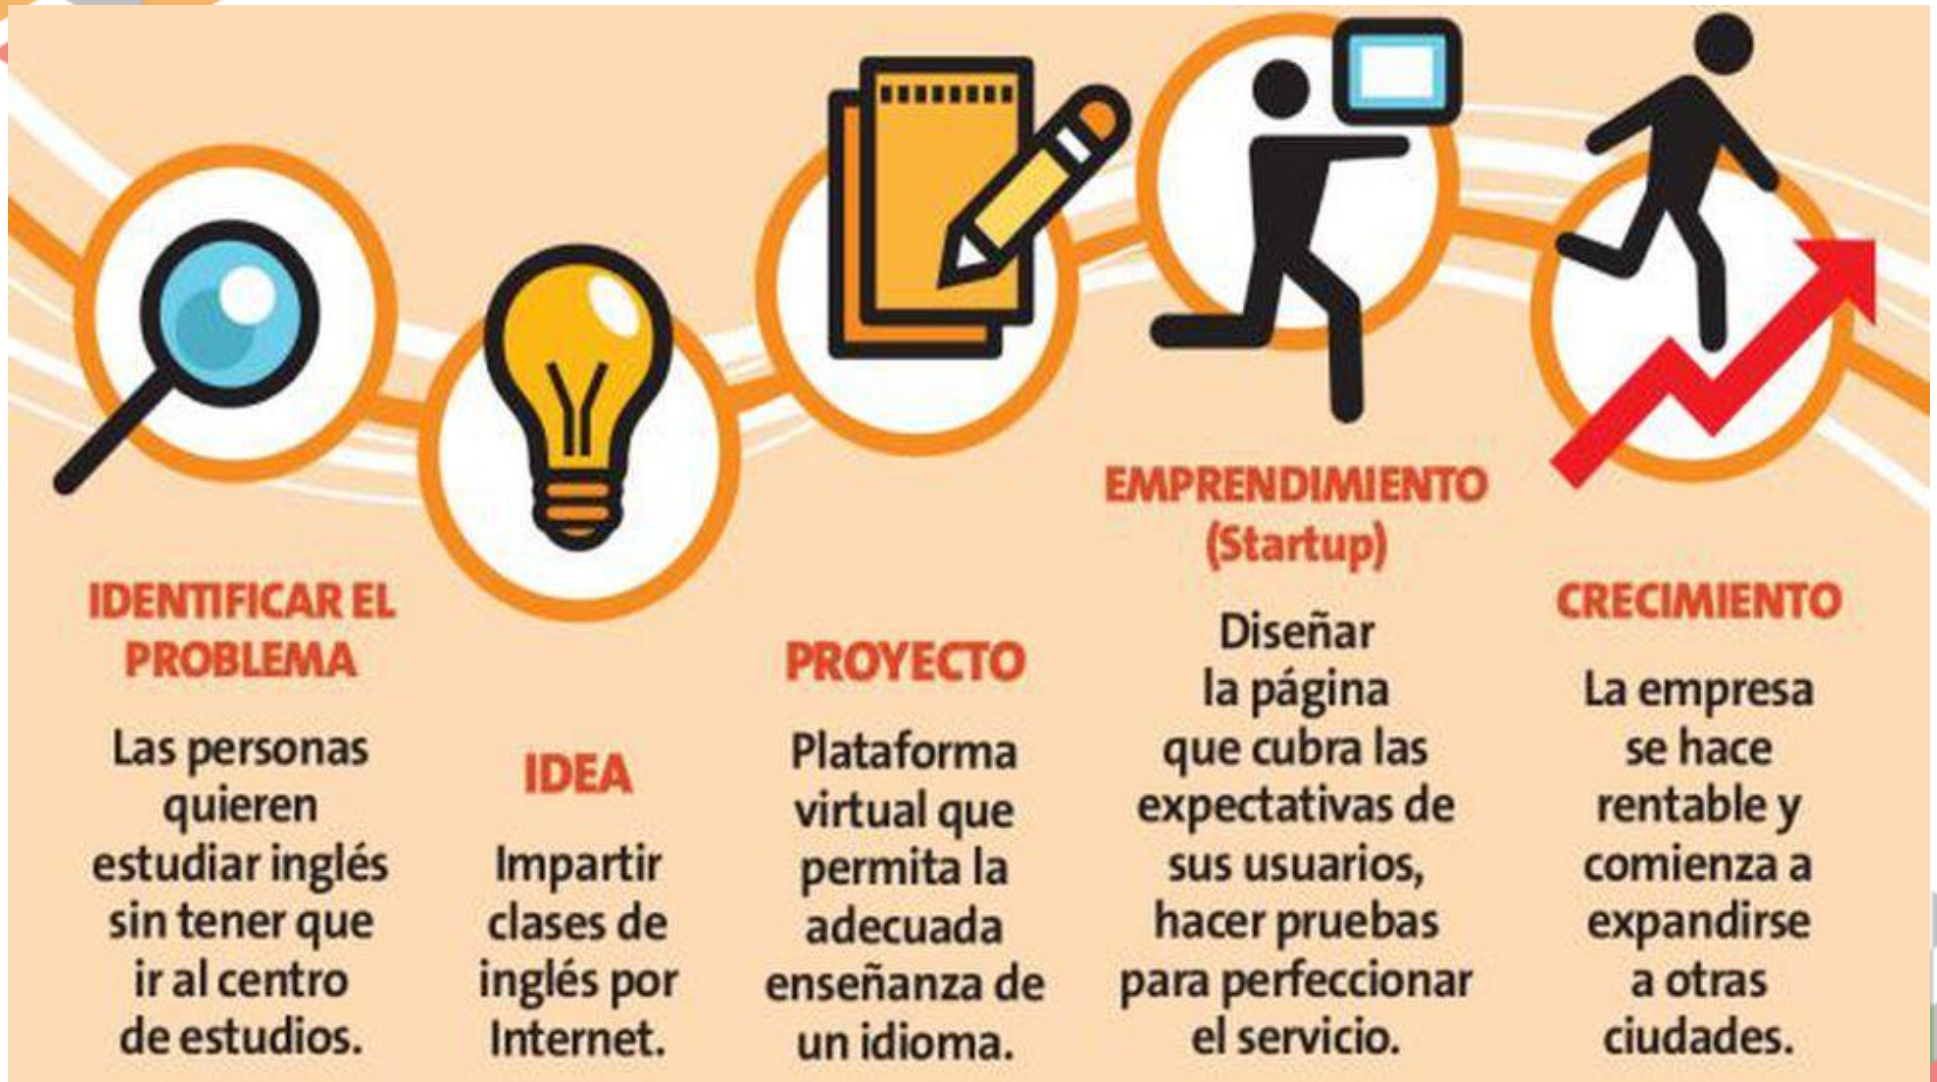 IDENTIFICAR EL
PROBLEMA
Las personas
quieren
estudiar inglés
sin tener que
ir al centro
de estudios.
IDEA
Impartir
clases de
inglés por
Internet.
PROYECTO
Plataforma
virtual que
permita la
adecuada
enseñanza de
un idioma.
EMPRENDIMIENTO
(Startup)
Diseñar
la página
que cubra las
expectativas de
sus usuarios,
hacer pruebas
para perfeccionar
el servicio.
CRECIMIENTO
La empresa
se hace
rentable y
comienza a
expandirse
a otras
ciudades.